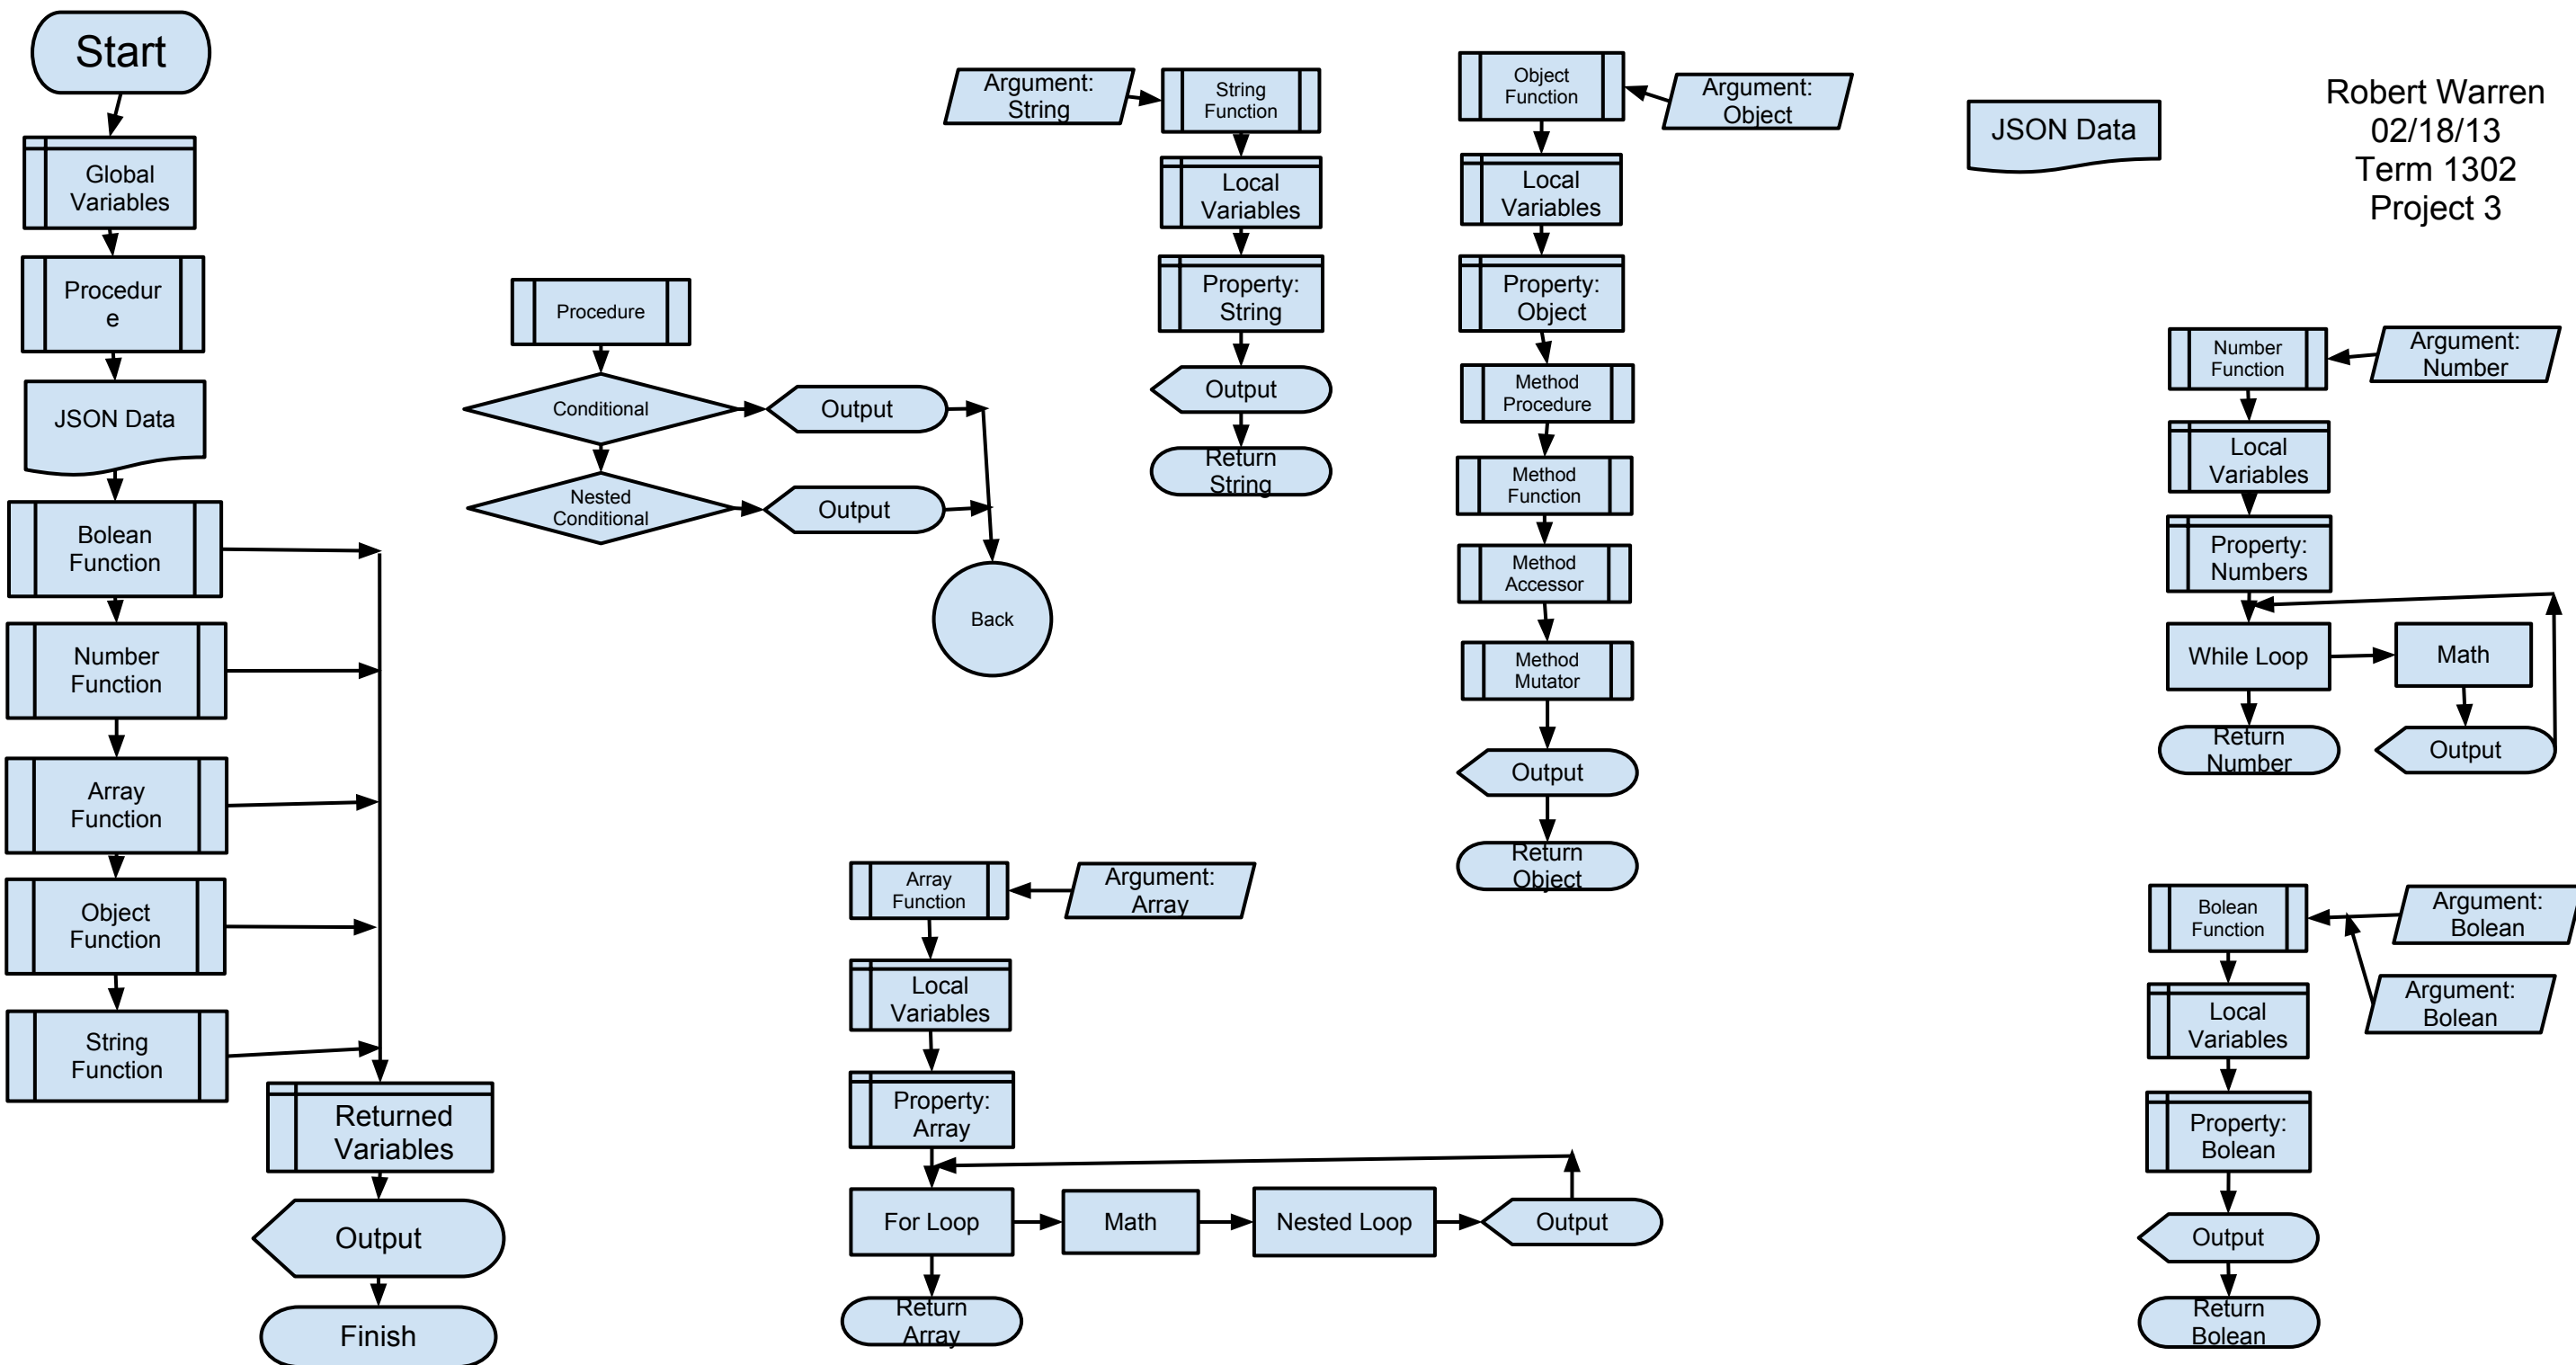 Start
Global
Variables
Procedur
e
JSON Data
Bolean
Function
Number
Function
Array
Function
Object
Function
String
Function
Returned
Variables
Output
Finish
Procedure
Conditional
Output
Nested
Conditional
Output
Back
Argument:
String
String
Function
Local
Variables
Property:
String
Output
Return
String
Object
Function
Argument:
Object
Local
Variables
Property:
Object
Method
Procedure
Method
Function
Method
Accessor
Method
Mutator
Output
Return
Object
Array
Function
Argument:
Array
Local
Variables
Property:
Array
For Loop
Math
Nested Loop
Output
Return
Array
JSON Data
Robert Warren
02/18/13
Term 1302
Project 3
Number
Function
Argument:
Number
Local
Variables
Property:
Numbers
While Loop
Math
Return
Number
Output
Bolean
Function
Argument:
Bolean
Argument:
Bolean
Local
Variables
Property:
Bolean
Output
Return
Bolean